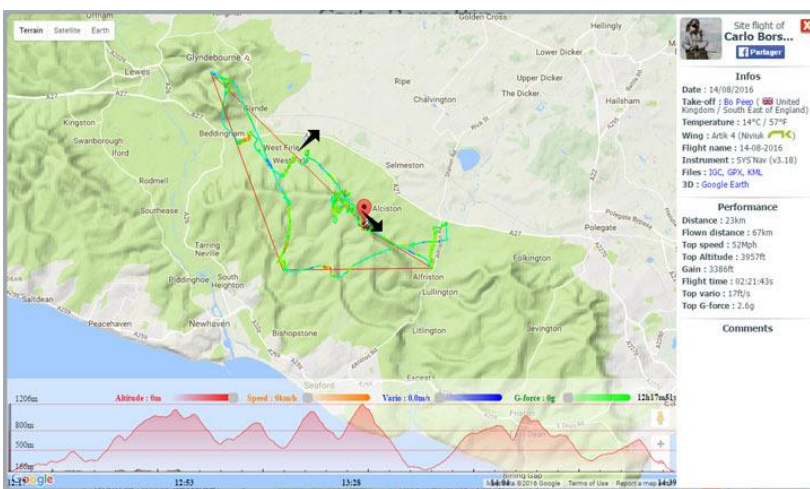 Terrain Satellite Earth
Golden Cross
Hellingly
Glyndebourne
Lewes
Lower Dicker
Ripe
Upper Dicker
The Dicker
Hailsham
Chalvington
Kingston
Glynde
Swanborough
Iford
Beddingham
West Firle
Selmeston
Rodmell
Alciston
Southease
Polegate
Tarring
Neville
Folkington
Piddinghoe
South
Heighton
Alfriston
Lullington
Saltdean
Peacehaven
Newhaven
Bishopstone
Litlington
Jevington
Seaford
Exceat
Friston
Altitude : 0m Speed : 0km/h Vario : 0.0m/s G-force : 0g 12h17m51s
1206m
800m
500m
160m
12:53 13:28 14:39
Google
©2016 Google Terms of Use Report a map
Site flight of
Carlo Bors...
Partager
Infos
Date : 14/08/2016
Take-off : Bo Peep ( United
Kingdom / South East of England)
Temperature : 14°C / 57°F
Wing : Artik 4 (Niviuk )
Flight name : 14-08-2016
Instrument : SYS'Nav (v3.18)
Files : IGC, GPX, KML
3D : Google Earth
Performance
Distance : 23km
Flown distance : 67km
Top speed : 52Mph
Top Altitude : 3957ft
Gain : 3386ft
Flight time : 02:21:43s
Top vario : 17ft/s
Top G-force : 2.6g
Comments